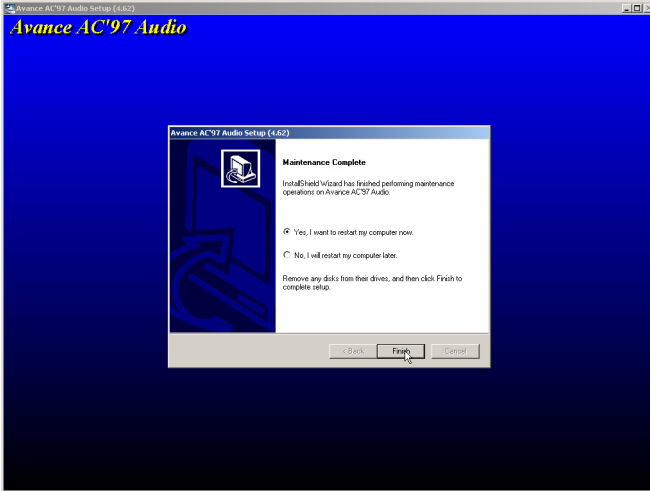 Avance AC'97 Audio Setup (4.62)
Avance AC'97 Audio
Avance AC'97 Audio Setup (4.62)
Maintenance Complete
InstallShield Wizard has finished performing maintenance
operations on Avance AC'97 Audio.
Yes, I want to restart my computer now.
No, I will restart my computer later.
Remove any disks from their drives, and then click Finish to
complete setup.
< Back Finish Cancel